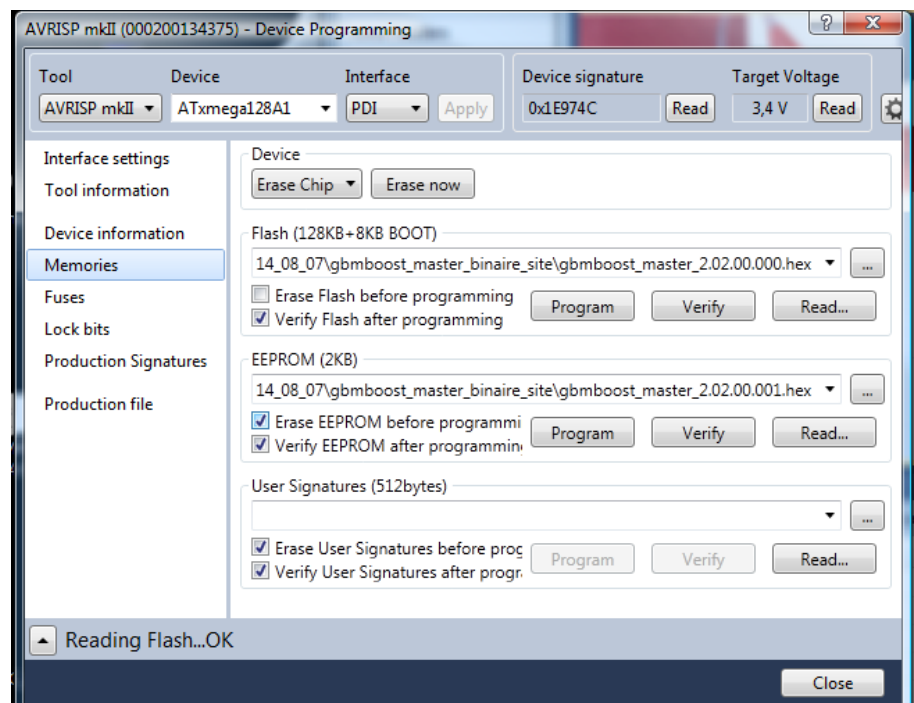 AVRISP mkII (000200134375) - Device Programming
Tool Device Interface Device signature Target Voltage
AVRISP mkII ATxmega128A1 PDI Apply 0x1E974C Read 3,4 V Read
Interface settings
Tool information
Device information
Memories
Fuses
Lock bits
Production Signatures
Production file
Device
Erase Chip Erase now
Flash (128KB+8KB BOOT)
14_08_07\gbmboost_master_binaire_site\gbmboost_master_2.02.00.000.hex ...
Erase Flash before programming
Verify Flash after programming
Program Verify Read...
EEPROM (2KB)
14_08_07\gbmboost_master_binaire_site\gbmboost_master_2.02.00.001.hex ...
Erase EEPROM before programmi
Verify EEPROM after programmin
Program Verify Read...
User Signatures (512bytes)
...
Erase User Signatures before prog
Verify User Signatures after progr
Program Verify Read...
Reading Flash...OK
Close